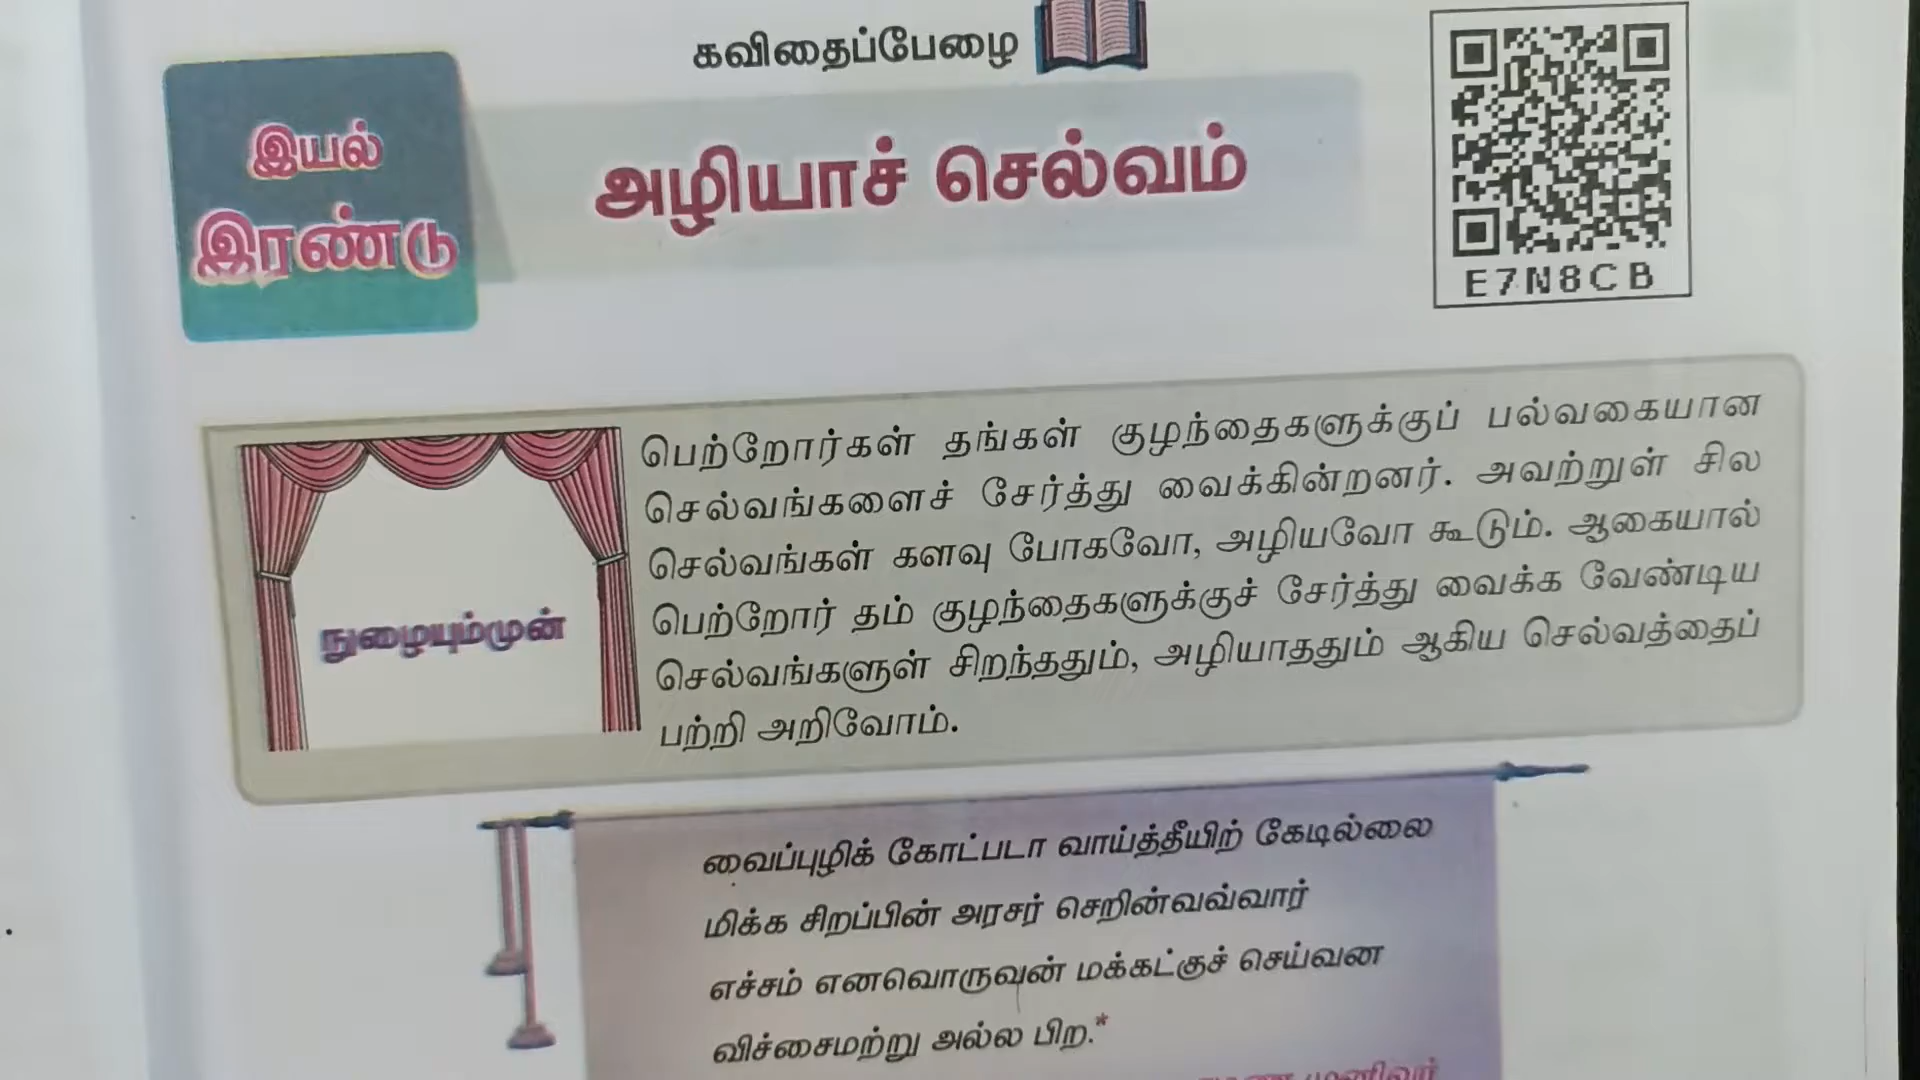 கவிதைப்பேழை
இயல்
இரண்டு
அழியாச் செல்வம்
E7N8CB
நுழையும்முன்
பெற்றோர்கள் தங்கள் குழந்தைகளுக்குப் பல்வகையான
செல்வங்களைச் சேர்த்து வைக்கின்றனர். அவற்றுள் சில
செல்வங்கள் களவு போகவோ, அழியவோ கூடும். ஆகையால்
பெற்றோர் தம் குழந்தைகளுக்குச் சேர்த்து வைக்க வேண்டிய
செல்வங்களுள் சிறந்ததும், அழியாததும் ஆகிய செல்வத்தைப்
பற்றி அறிவோம்.
வைப்புழிக் கோட்படா வாய்த்தீயிற் கேடில்லை
மிக்க சிறப்பின் அரசர் செறின்வவ்வார்
எச்சம் எனவொருவன் மக்கட்குச் செய்வன
விச்சைமற்று அல்ல பிற.*
முனிவர்